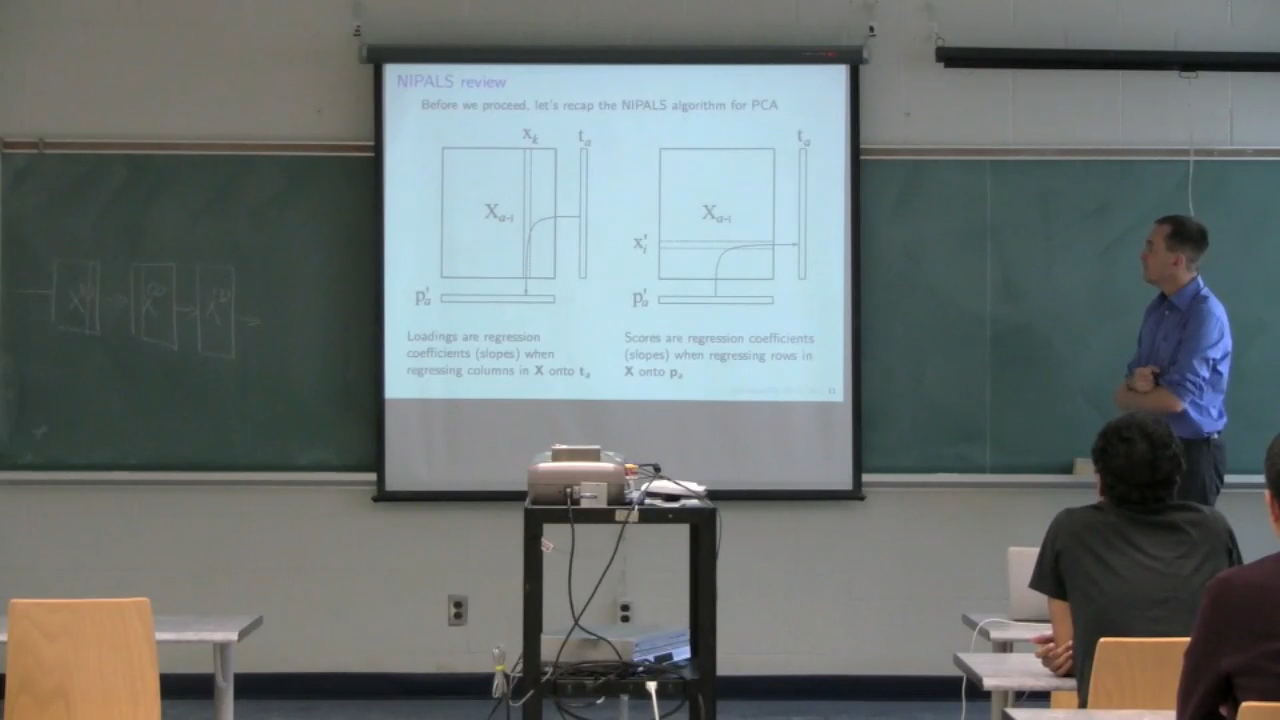 NIPALS review
Before we proceed, let's recap the NIPALS algorithm for PCA
x_k t_a
t_a
X_{a-i}
X_{a-i}
x'_i
p'_a
p'_a
Loadings are regression
coefficients (slopes) when
regressing columns in X onto t_a
Scores are regression coefficients
(slopes) when regressing rows in
X onto p_a